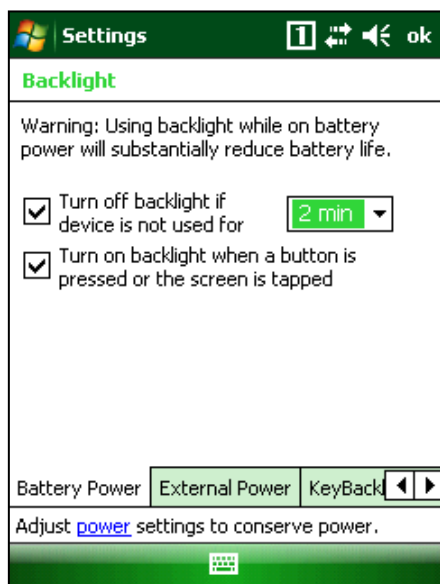 Settings
1
ok
Backlight
Warning: Using backlight while on battery
power will substantially reduce battery life.
Turn off backlight if
device is not used for
2 min
Turn on backlight when a button is
pressed or the screen is tapped
Battery Power
External Power
KeyBack
Adjust power settings to conserve power.